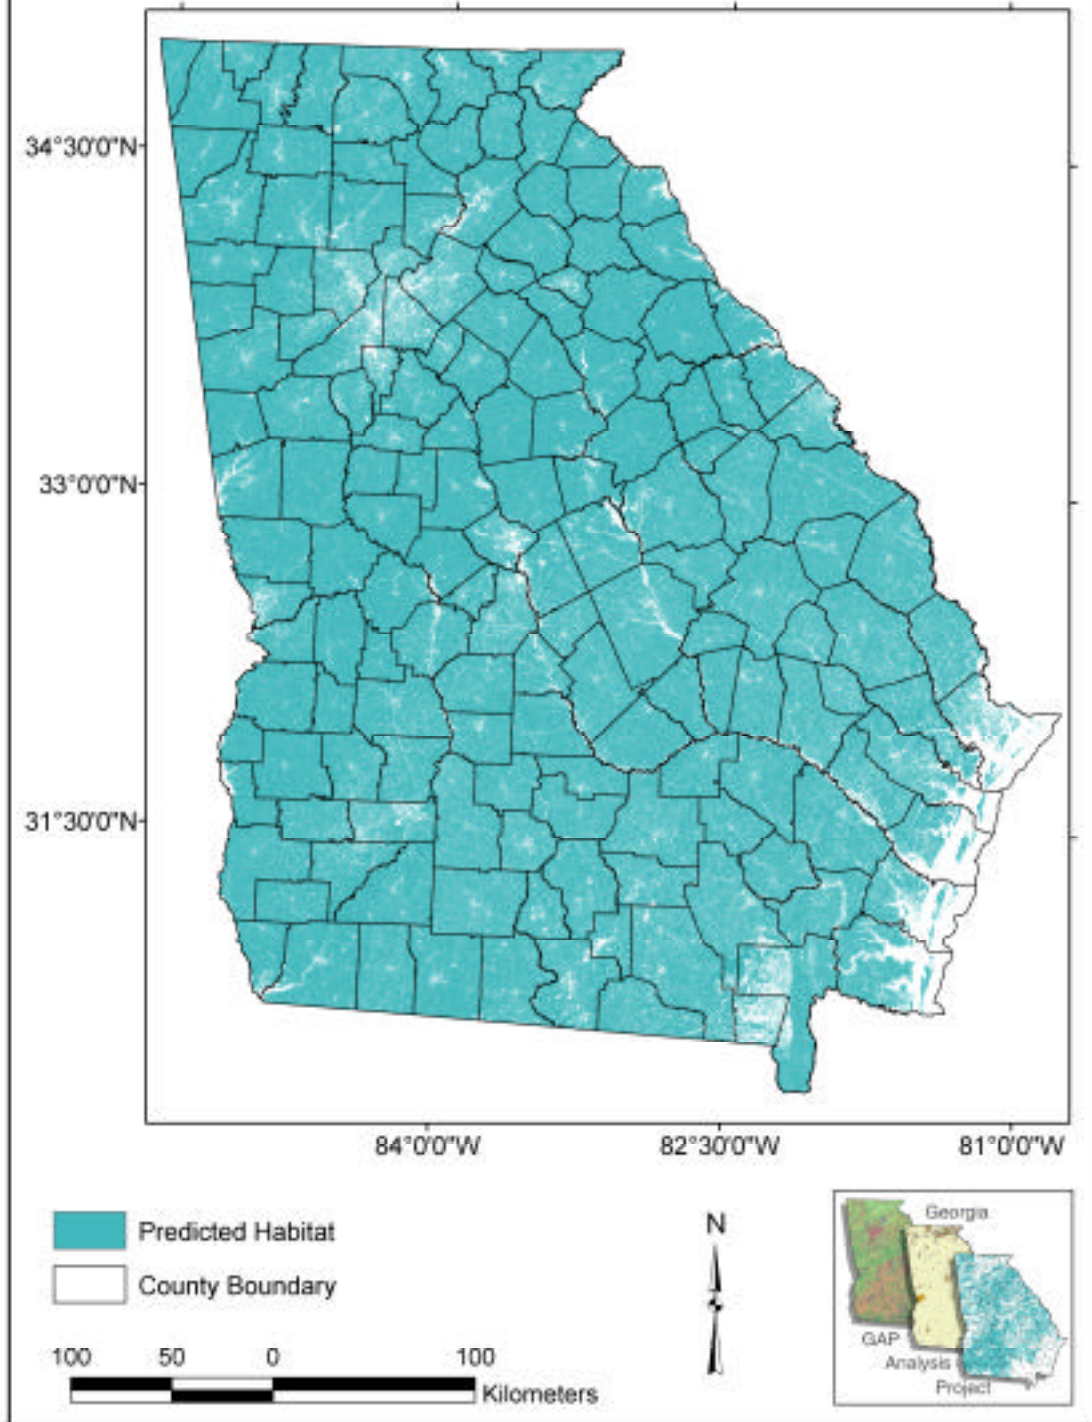 34°30'0"N
33°0'0"N
31°30'0"N
84°0'0"W 82°30'0"W 81°0'0"W
Predicted Habitat
County Boundary
N
100 50 0 100
Kilometers
Georgia
GAP
Analysis
Project